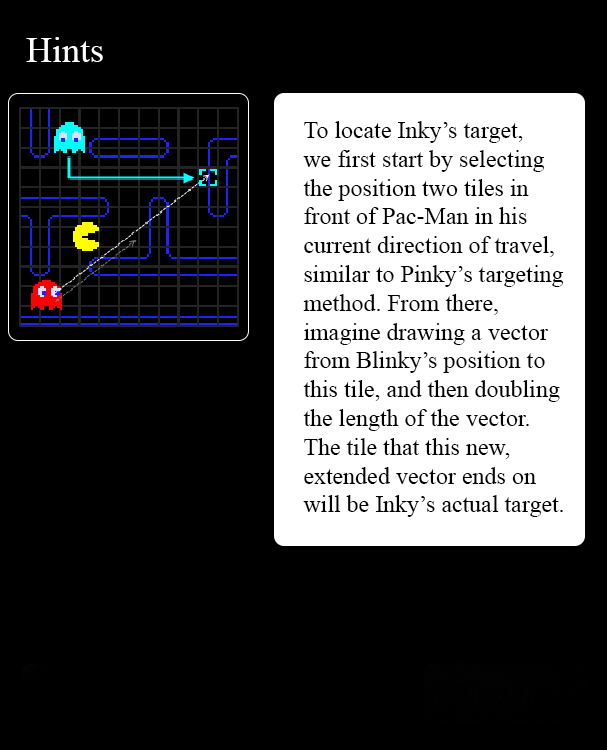 Hints
To locate Inky’s target,
we first start by selecting
the position two tiles in
front of Pac-Man in his
current direction of travel,
similar to Pinky’s targeting
method. From there,
imagine drawing a vector
from Blinky’s position to
this tile, and then doubling
the length of the vector.
The tile that this new,
extended vector ends on
will be Inky’s actual target.